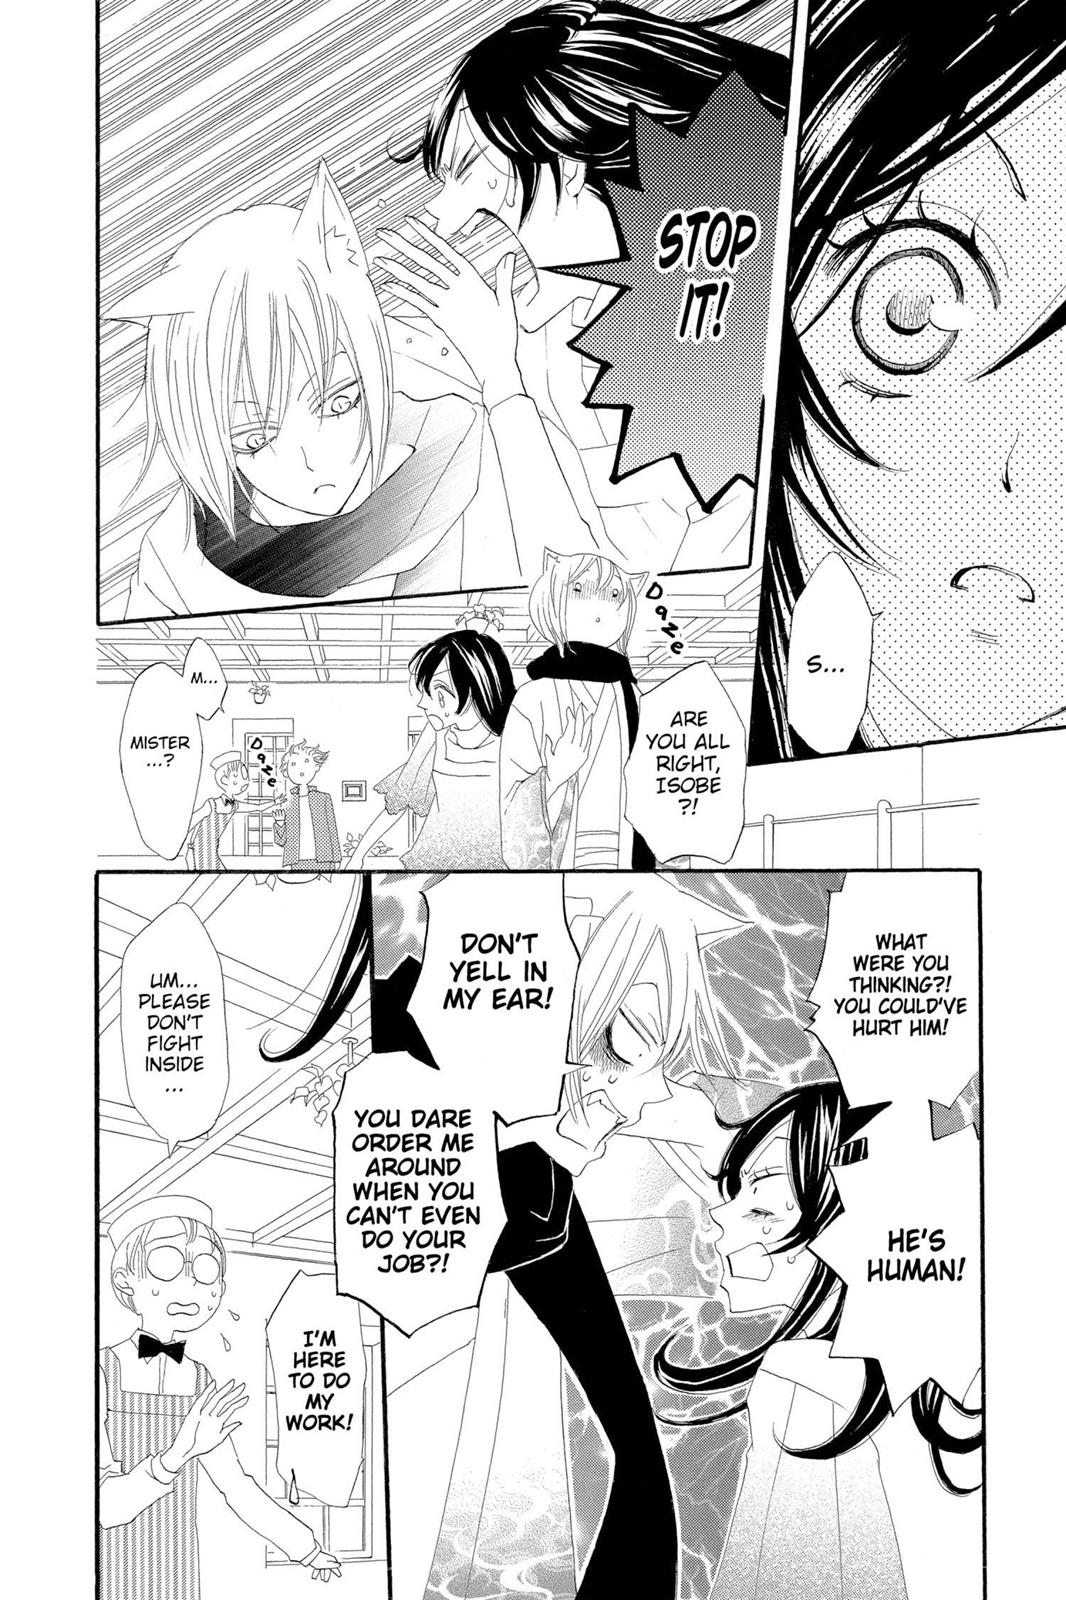 S...
STOP
IT!
Daze
ARE
YOU ALL
RIGHT,
ISOBE
?!
Daze
M...
MISTER
...?
WHAT
WERE YOU
THINKING?!
YOU COULD'VE
HURT HIM!
HE'S
HUMAN!
DON'T
YELL IN
MY EAR!
YOU DARE
ORDER ME
AROUND
WHEN YOU
CAN'T EVEN
DO YOUR
JOB?!
UM...
PLEASE
DON'T
FIGHT
INSIDE
...
I'M
HERE
TO DO
MY
WORK!